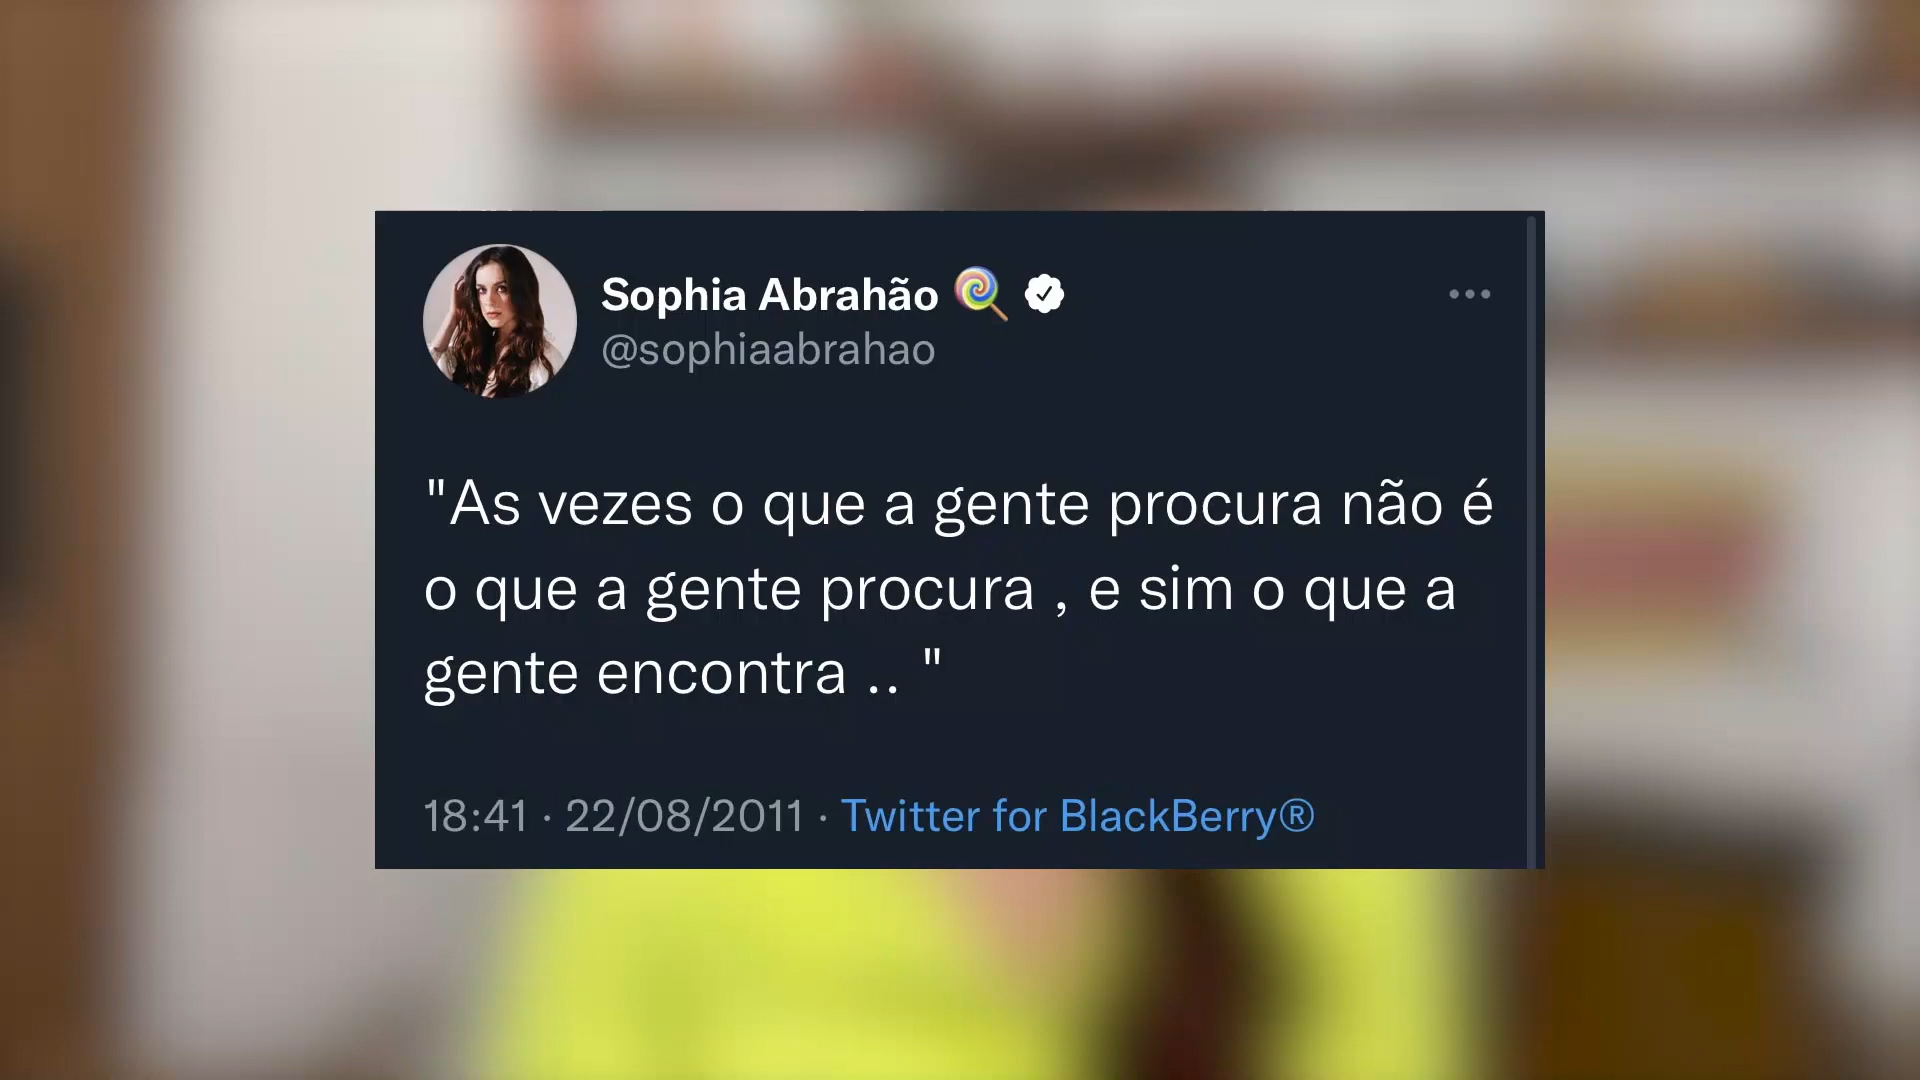 Sophia Abrahão 🍭
@sophiaabrahao
"As vezes o que a gente procura não é
o que a gente procura , e sim o que a
gente encontra .. "
18:41 · 22/08/2011 · Twitter for BlackBerry®